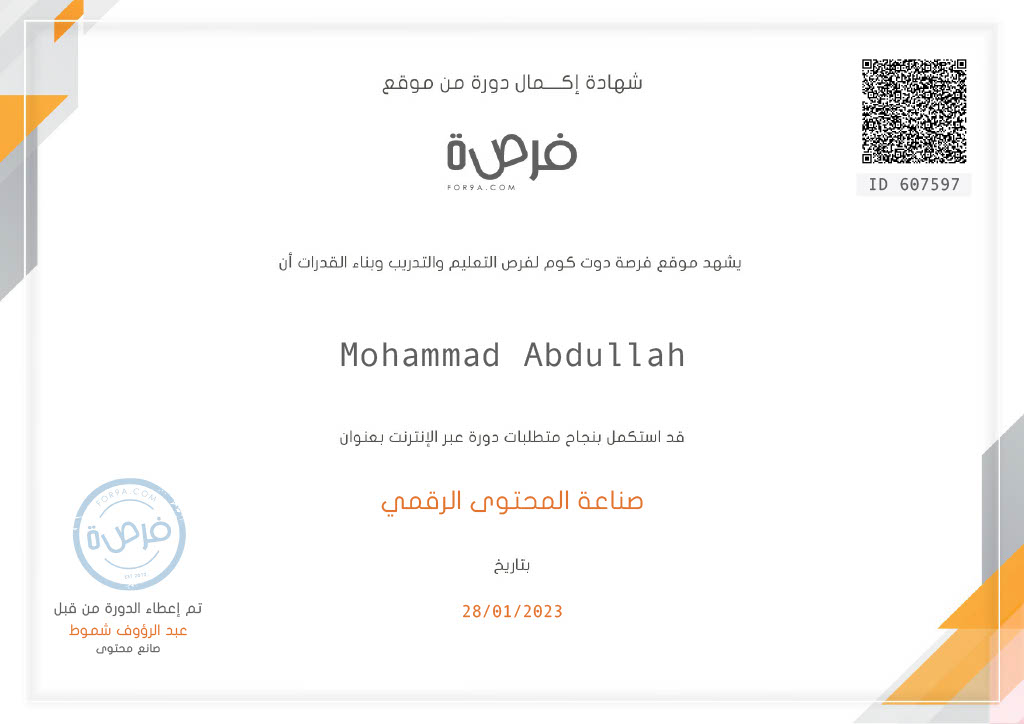 شهادة إكـــمال دورة من موقع
فرصة
FOR9A.COM
ID 607597
يشهد موقع فرصة دوت كوم لفرص التعليم والتدريب وبناء القدرات أن
Mohammad Abdullah
قد استكمل بنجاح متطلبات دورة عبر الإنترنت بعنوان
صناعة المحتوى الرقمي
بتاريخ
28/01/2023
FOR9A.COM
فرصة
تم إعطاء الدورة من قبل
عبد الرؤوف شموط
صانع محتوى